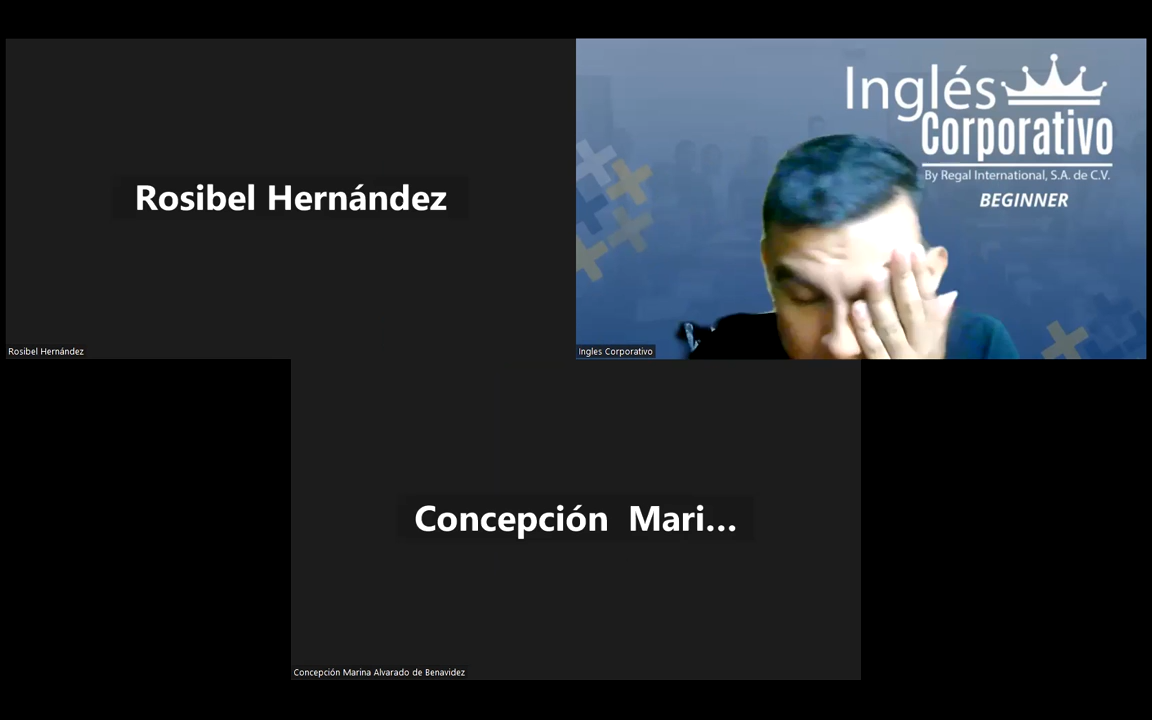 Rosibel Hernández
Rosibel Hernández
Inglés
Corporativo
By Regal International, S.A. de C.V.
BEGINNER
Ingles Corporativo
Concepción Mari...
Concepción Marina Alvarado de Benavidez